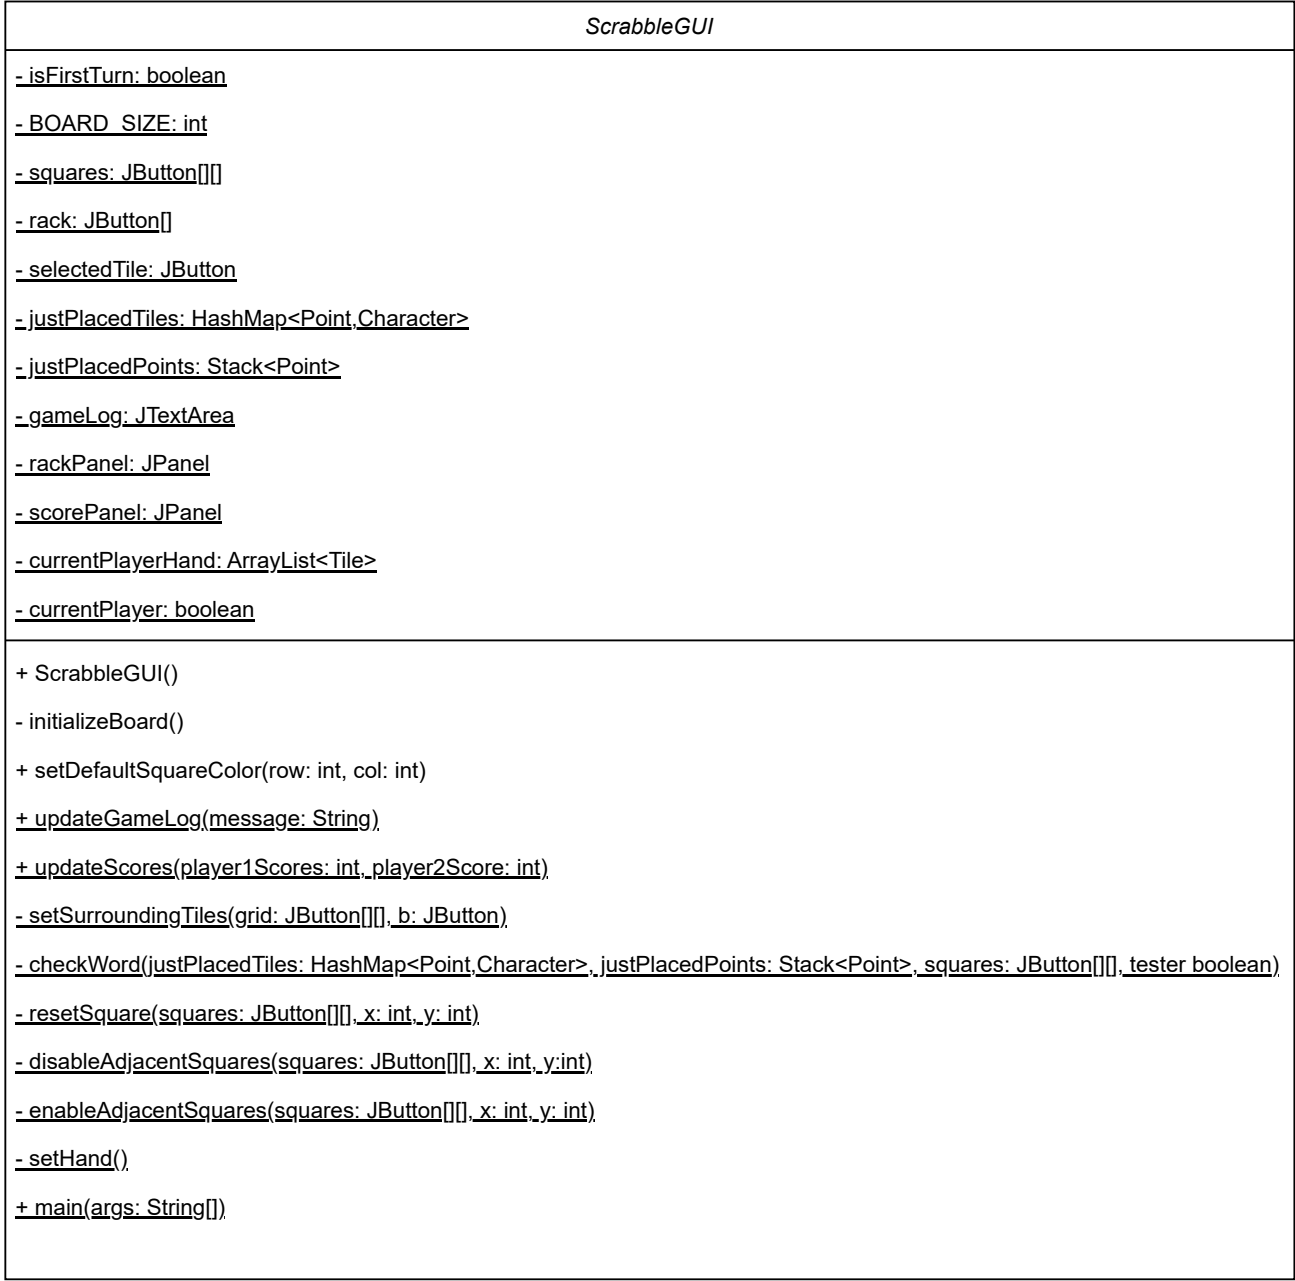 ScrabbleGUI
- isFirstTurn: boolean
- BOARD_SIZE: int
- squares: JButton[][]
- rack: JButton[]
- selectedTile: JButton
- justPlacedTiles: HashMap<Point,Character>
- justPlacedPoints: Stack<Point>
- gameLog: JTextArea
- rackPanel: JPanel
- scorePanel: JPanel
- currentPlayerHand: ArrayList<Tile>
- currentPlayer: boolean
+ ScrabbleGUI()
- initializeBoard()
+ setDefaultSquareColor(row: int, col: int)
+ updateGameLog(message: String)
+ updateScores(player1Scores: int, player2Score: int)
- setSurroundingTiles(grid: JButton[][], b: JButton)
- checkWord(justPlacedTiles: HashMap<Point,Character>, justPlacedPoints: Stack<Point>, squares: JButton[][], tester boolean)
- resetSquare(squares: JButton[][], x: int, y: int)
- disableAdjacentSquares(squares: JButton[][], x: int, y:int)
- enableAdjacentSquares(squares: JButton[][], x: int, y: int)
- setHand()
+ main(args: String[])